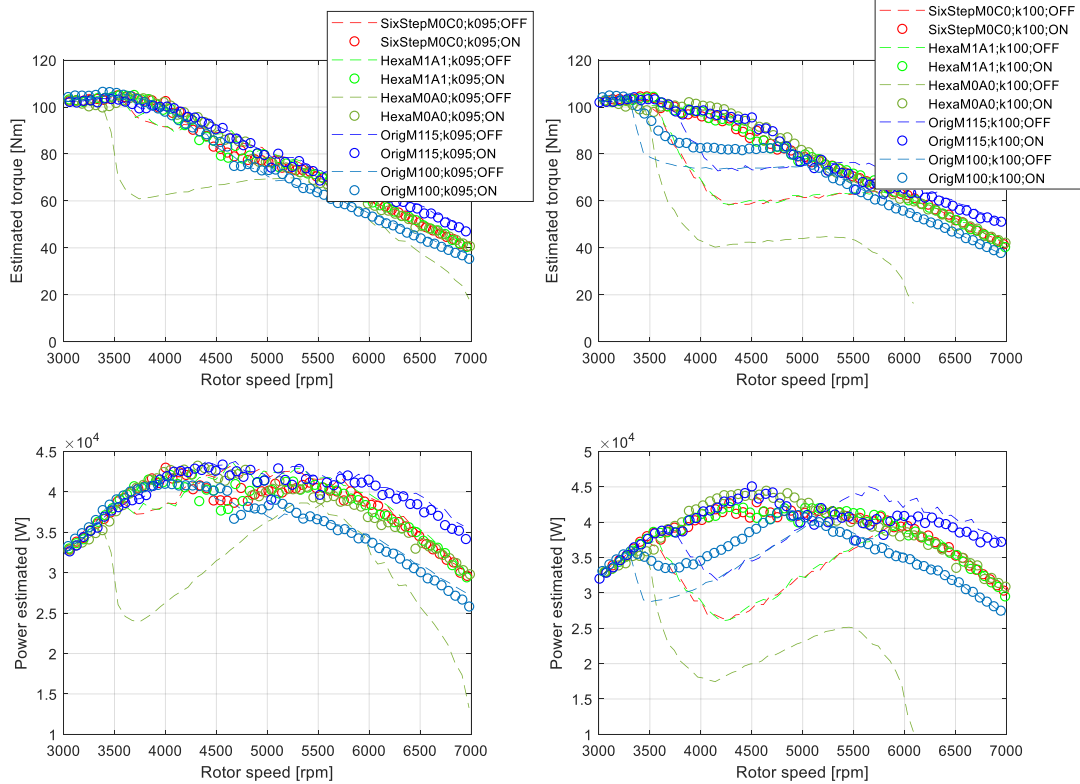 SixStepM0C0;k095;OFF
SixStepM0C0;k095;ON
HexaM1A1;k095;OFF
HexaM1A1;k095;ON
HexaM0A0;k095;OFF
HexaM0A0;k095;ON
OrigM115;k095;OFF
OrigM115;k095;ON
OrigM100;k095;OFF
OrigM100;k095;ON
120
100
80
60
40
20
0
Estimated torque [Nm]
3000 3500 4000 4500 5000 5500 6000 6500 7000
Rotor speed [rpm]
SixStepM0C0;k100;OFF
SixStepM0C0;k100;ON
HexaM1A1;k100;OFF
HexaM1A1;k100;ON
HexaM0A0;k100;OFF
HexaM0A0;k100;ON
OrigM115;k100;OFF
OrigM115;k100;ON
OrigM100;k100;OFF
OrigM100;k100;ON
120
100
80
60
40
20
0
Estimated torque [Nm]
3000 3500 4000 4500 5000 5500 6000 6500 7000
Rotor speed [rpm]
×10⁴
4.5
4
3.5
3
2.5
2
1.5
1
Power estimated [W]
3000 3500 4000 4500 5000 5500 6000 6500 7000
Rotor speed [rpm]
×10⁴
5
4.5
4
3.5
3
2.5
2
1.5
1
Power estimated [W]
3000 3500 4000 4500 5000 5500 6000 6500 7000
Rotor speed [rpm]